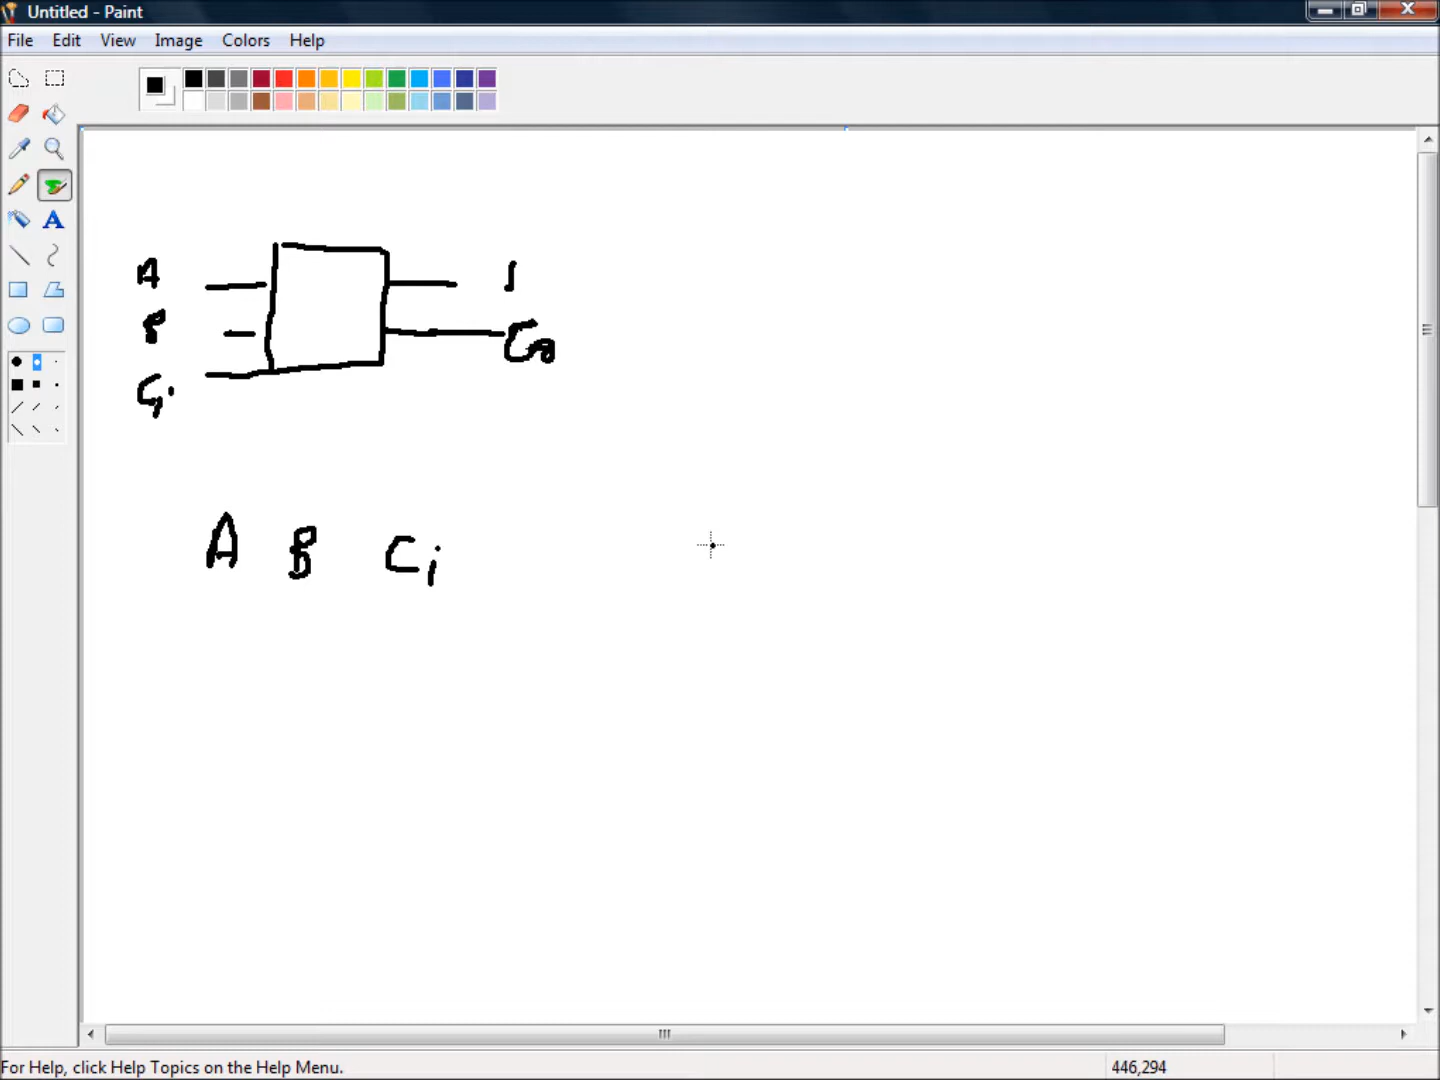 Untitled - Paint
File Edit View Image Colors Help
A
B
Ci
S
Co
A B Ci
For Help, click Help Topics on the Help Menu.
446,294